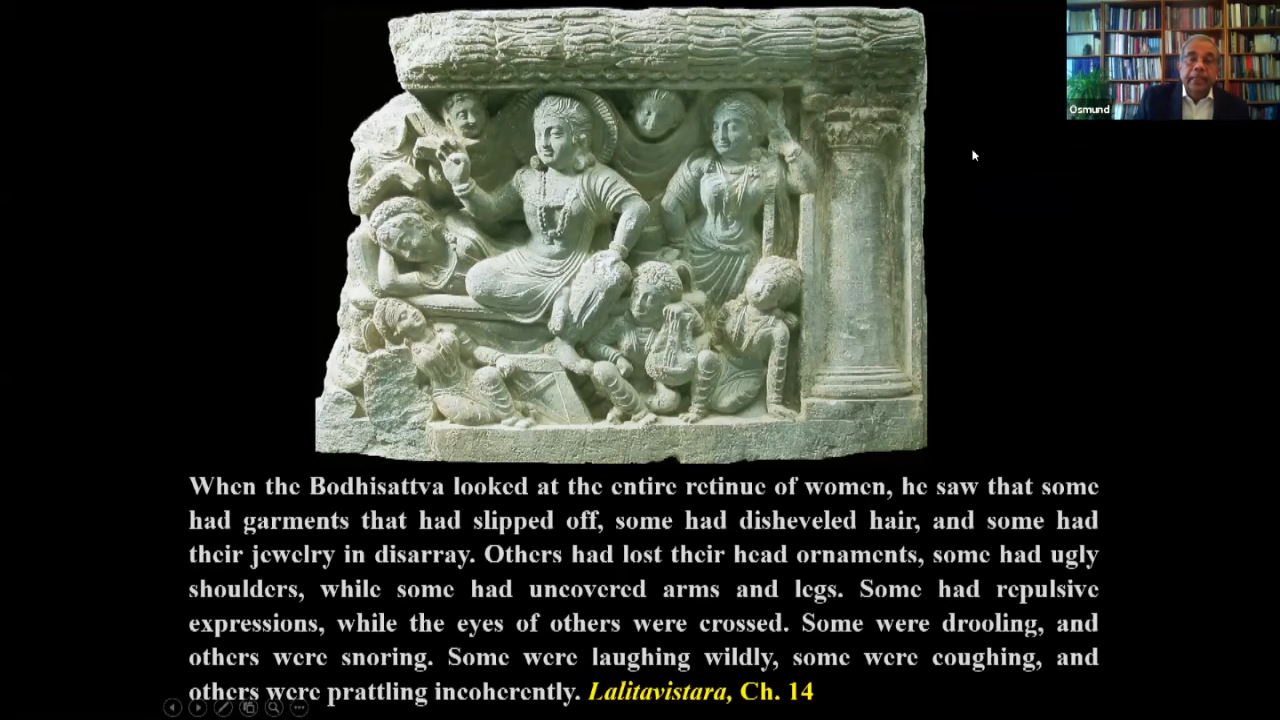 Osmund
When the Bodhisattva looked at the entire retinue of women, he saw that some
had garments that had slipped off, some had disheveled hair, and some had
their jewelry in disarray. Others had lost their head ornaments, some had ugly
shoulders, while some had uncovered arms and legs. Some had repulsive
expressions, while the eyes of others were crossed. Some were drooling, and
others were snoring. Some were laughing wildly, some were coughing, and
others were prattling incoherently. Lalitavistara, Ch. 14